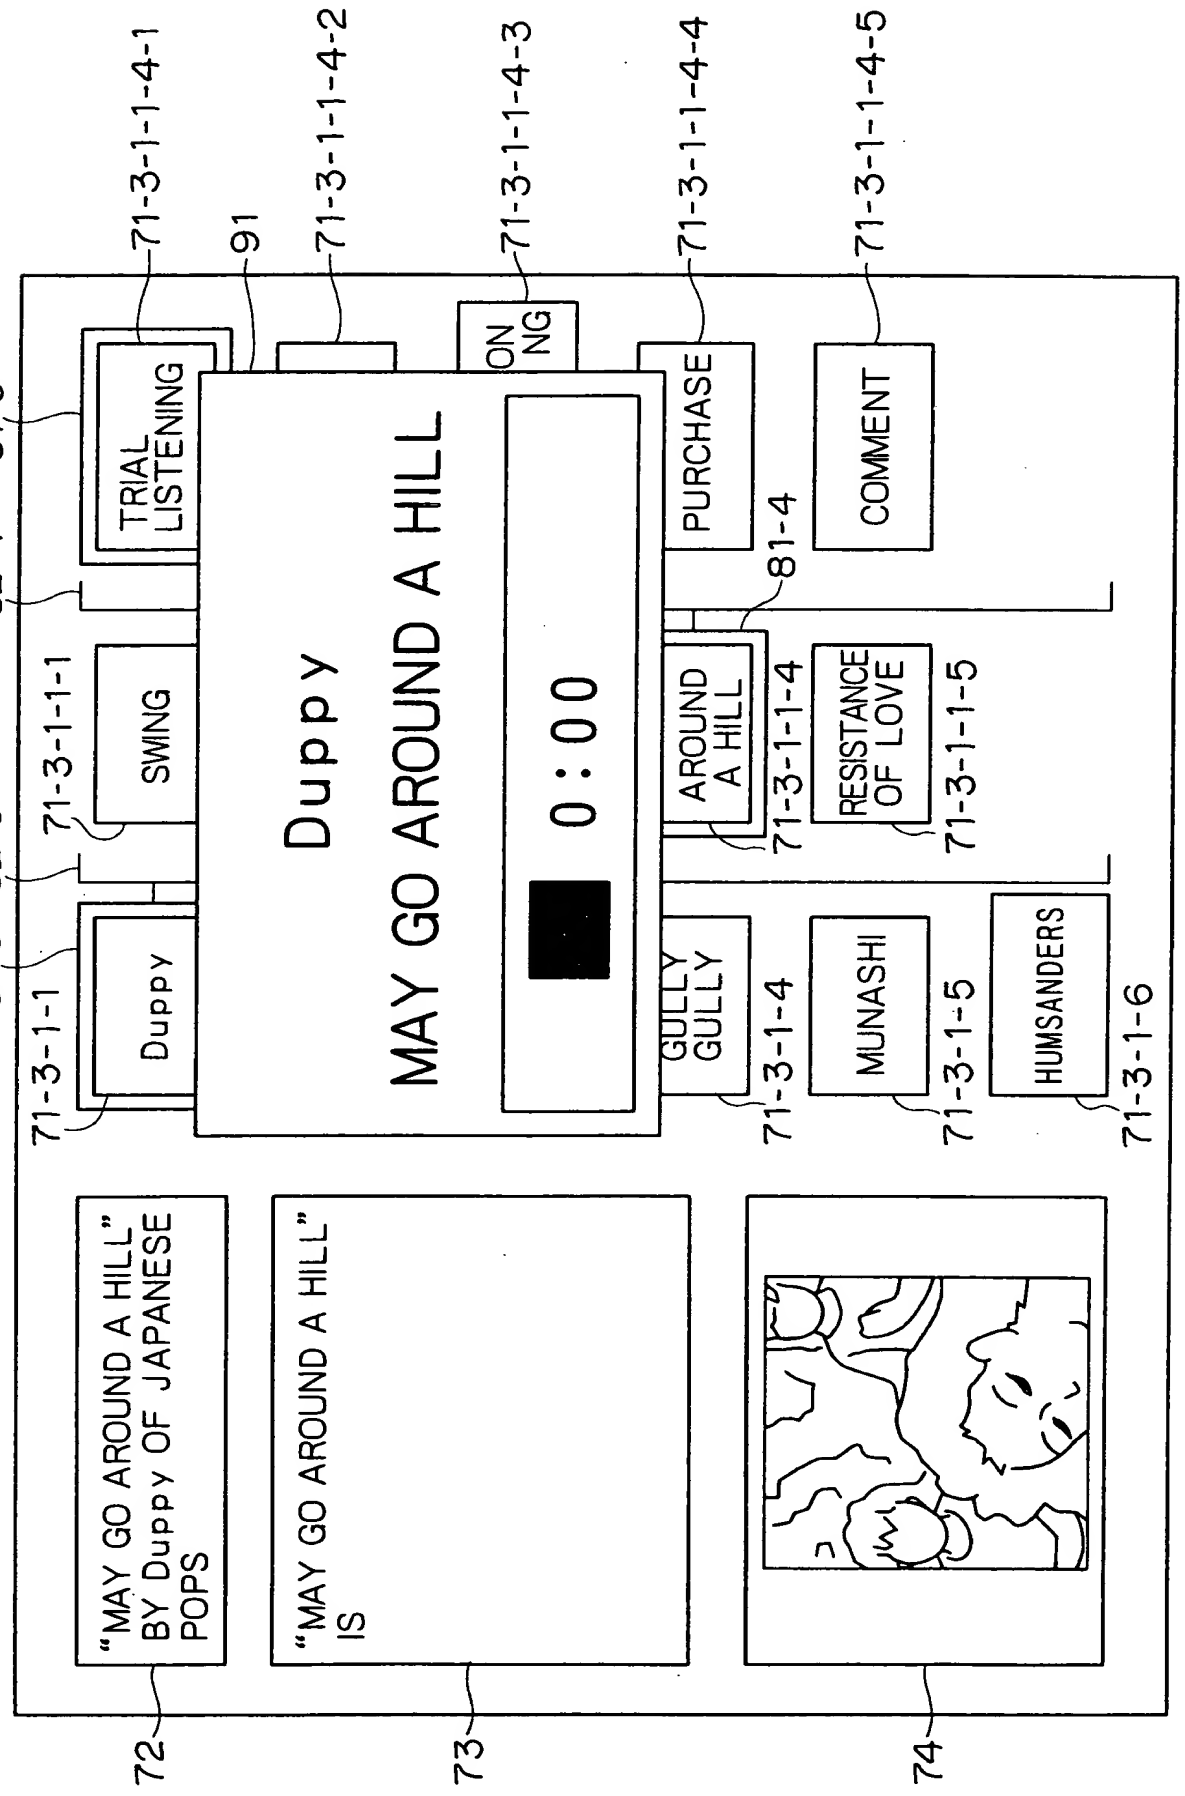 71-3-1-1
71-3-1-1-1
71-3-1-1-4-1
72
"MAY GO AROUND A HILL"
BY Duppy OF JAPANESE
POPS
Duppy
SWING
TRIAL
LISTENING
91
71-3-1-1-4-2
Duppy
MAY GO AROUND A HILL
0:00
73
"MAY GO AROUND A HILL"
IS
ON
NG
71-3-1-1-4-3
GULLY
GULLY
AROUND
A HILL
PURCHASE
71-3-1-1-4-4
71-3-1-4
71-3-1-1-4
81-4
MUNASHI
RESISTANCE
OF LOVE
COMMENT
71-3-1-1-4-5
71-3-1-5
71-3-1-1-5
74
HUMSANDERS
71-3-1-6